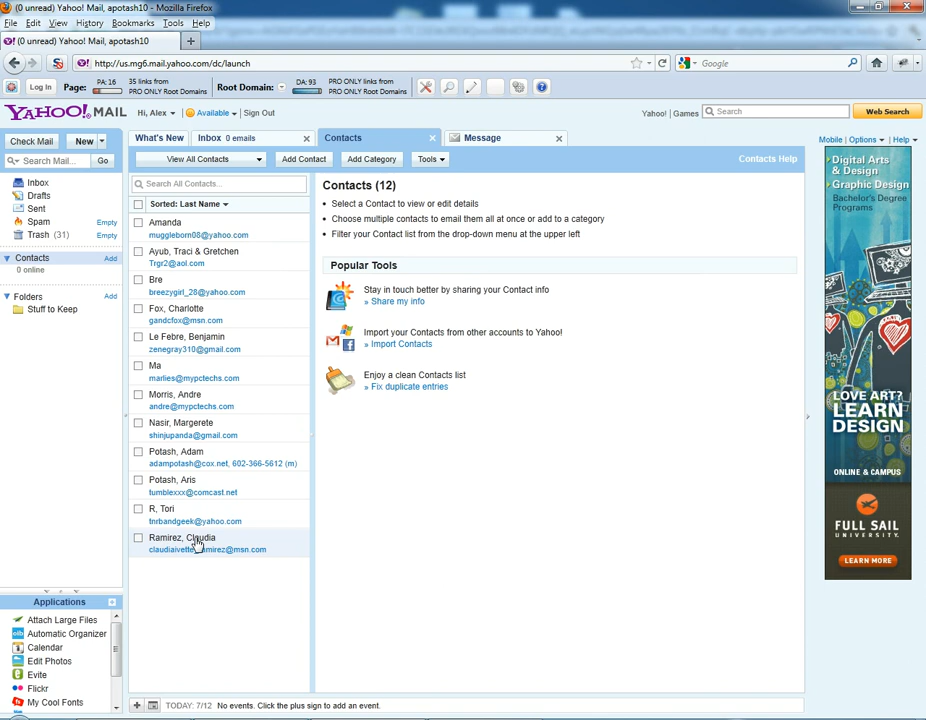 (0 unread) Yahoo! Mail, apotash10 - Mozilla Firefox
File Edit View History Bookmarks Tools Help
(0 unread) Yahoo! Mail, apotash10
http://us.mg6.mail.yahoo.com/dc/launch
Google
Log In Page: PA: 16 35 links from PRO ONLY Root Domains Root Domain: DA: 93 PRO ONLY links from PRO ONLY Root Domains
YAHOO! MAIL Hi, Alex Available Sign Out Yahoo! Games Search Web Search
Check Mail New What's New Inbox 0 emails Contacts Message Mobile Options Help
Search Mail... Go View All Contacts Add Contact Add Category Tools Contacts Help
Inbox
Drafts
Sent
Spam Empty
Trash (31) Empty
Contacts Add
0 online
Folders Add
Stuff to Keep
Applications
Attach Large Files
Automatic Organizer
Calendar
Edit Photos
Evite
Flickr
My Cool Fonts
Search All Contacts...
Sorted: Last Name
Amanda
muggleborn08@yahoo.com
Ayub, Traci & Gretchen
Trgr2@aol.com
Bre
breezygirl_28@yahoo.com
Fox, Charlotte
gandcfox@msn.com
Le Febre, Benjamin
zenegray310@gmail.com
Ma
marlies@mypctechs.com
Morris, Andre
andre@mypctechs.com
Nasir, Margerete
shinjupanda@gmail.com
Potash, Adam
adampotash@cox.net, 602-366-5612 (m)
Potash, Aris
tumblexxx@comcast.net
R, Tori
tnrbandgeek@yahoo.com
Ramirez, Claudia
claudiaivetteramirez@msn.com
Contacts (12)
Select a Contact to view or edit details
Choose multiple contacts to email them all at once or add to a category
Filter your Contact list from the drop-down menu at the upper left
Popular Tools
Stay in touch better by sharing your Contact info
» Share my info
Import your Contacts from other accounts to Yahoo!
» Import Contacts
Enjoy a clean Contacts list
» Fix duplicate entries
Digital Arts
& Design
Graphic Design
Bachelor's Degree
Programs
LOVE ART?
LEARN
DESIGN.
ONLINE & CAMPUS
FULL SAIL
UNIVERSITY.
LEARN MORE
TODAY: 7/12 No events. Click the plus sign to add an event.